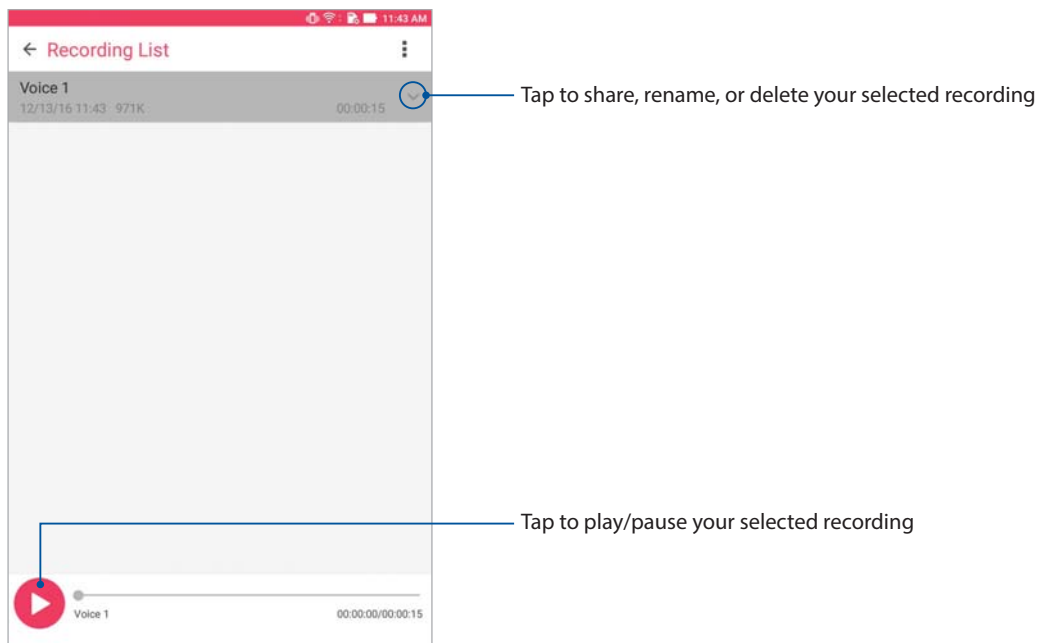 11:43 AM
Recording List
Voice 1
12/13/16 11:43 971K 00:00:15
Tap to share, rename, or delete your selected recording
Tap to play/pause your selected recording
Voice 1 00:00:00/00:00:15